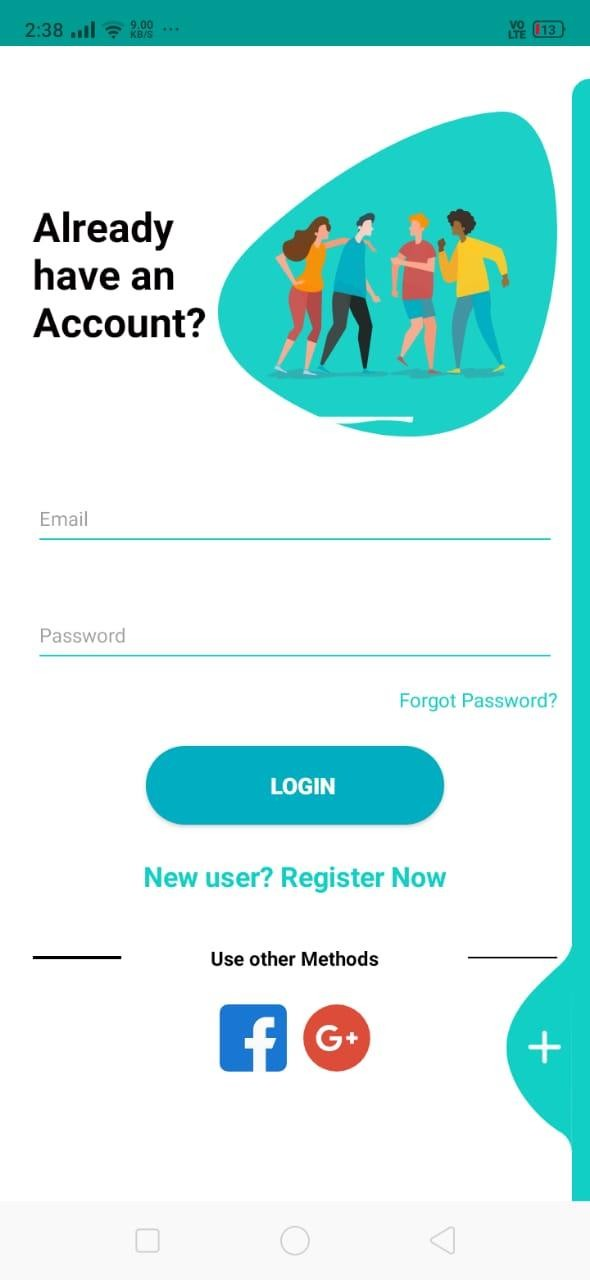 2:38 9.00 KB/S ... VO LTE 13
Already
have an
Account?
Email
Password
Forgot Password?
LOGIN
New user? Register Now
Use other Methods
f G+
+